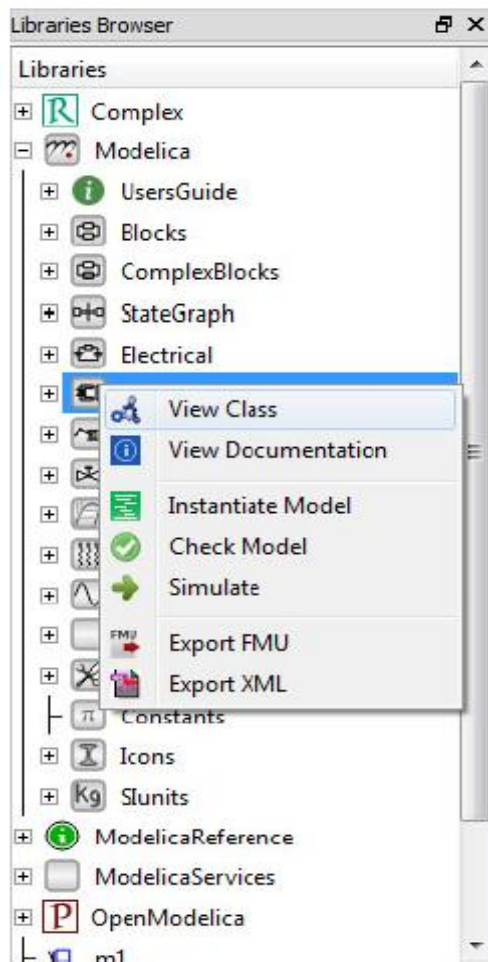 Libraries Browser
Libraries
Complex
Modelica
UsersGuide
Blocks
ComplexBlocks
StateGraph
Electrical
View Class
View Documentation
Instantiate Model
Check Model
Simulate
FMU Export FMU
Export XML
π Constants
Icons
Kg SIunits
ModelicaReference
ModelicaServices
P OpenModelica
m1